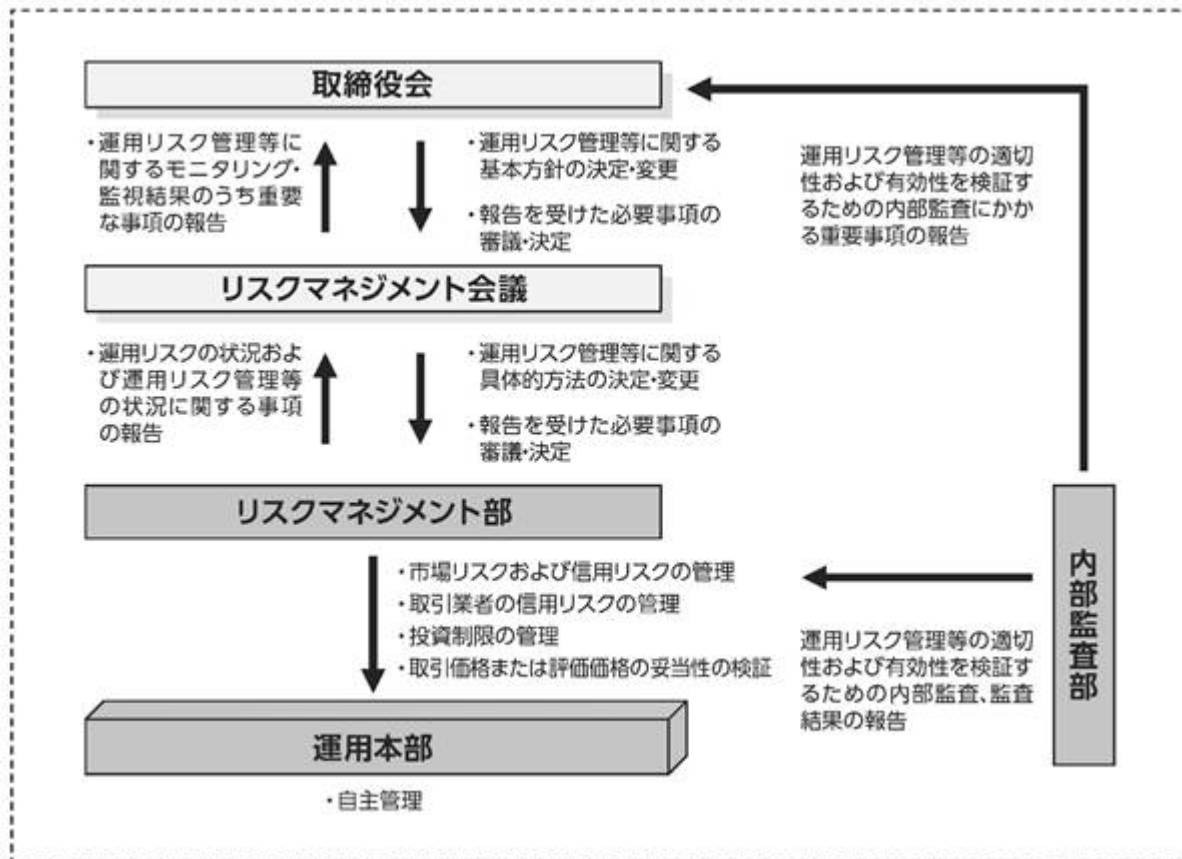 取締役会
・運用リスク管理等に
関するモニタリング・
監視結果のうち重要
な事項の報告
・運用リスク管理等に関する
基本方針の決定・変更
・報告を受けた必要事項の
審議・決定
運用リスク管理等の適切
性および有効性を検証す
るための内部監査にかか
る重要事項の報告
リスクマネジメント会議
・運用リスクの状況およ
び運用リスク管理等
の状況に関する事項
の報告
・運用リスク管理等に関する
具体的方法の決定・変更
・報告を受けた必要事項の
審議・決定
リスクマネジメント部
・市場リスクおよび信用リスクの管理
・取引業者の信用リスクの管理
・投資制限の管理
・取引価格または評価価格の妥当性の検証
内部監査部
運用リスク管理等の適切
性および有効性を検証す
るための内部監査、監査
結果の報告
運用本部
・自主管理